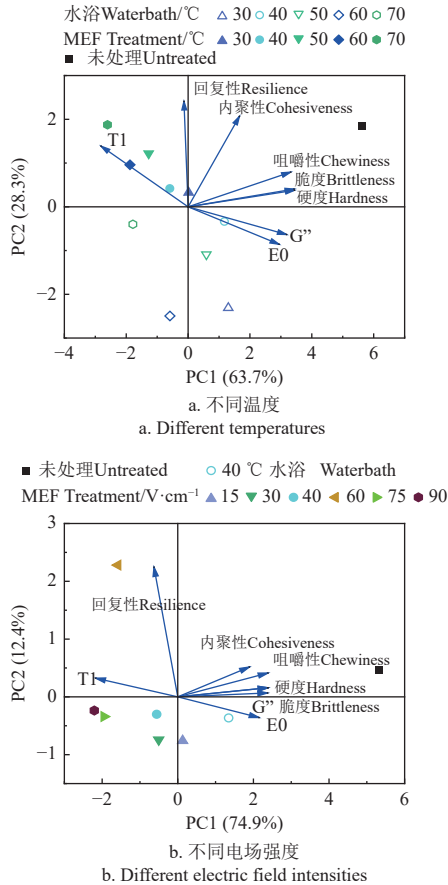 水浴Waterbath/℃ 30 40 50 60 70
MEF Treatment/℃ 30 40 50 60 70
未处理Untreated
回复性Resilience
内聚性Cohesiveness
T1
咀嚼性Chewiness
脆度Brittleness
硬度Hardness
G”
E0
2
0
−2
PC2 (28.3%)
−4 −2 0 2 4 6
PC1 (63.7%)
a. 不同温度
a. Different temperatures
未处理Untreated 40 ℃ 水浴 Waterbath
MEF Treatment/V·cm⁻¹ 15 30 40 60 75 90
3
2
1
0
−1
PC2 (12.4%)
回复性Resilience
内聚性Cohesiveness
咀嚼性Chewiness
T1
硬度Hardness
G” 脆度Brittleness
E0
−2 0 2 4 6
PC1 (74.9%)
b. 不同电场强度
b. Different electric field intensities